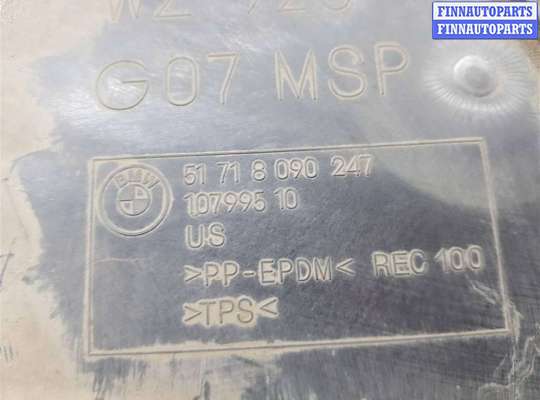 FINNAUTOPARTS
FINNAUTOPARTS
G07 MSP
BMW
51 71 8 090 247
107995 10
US
>PP-EPDM< REC 100
>TPS<